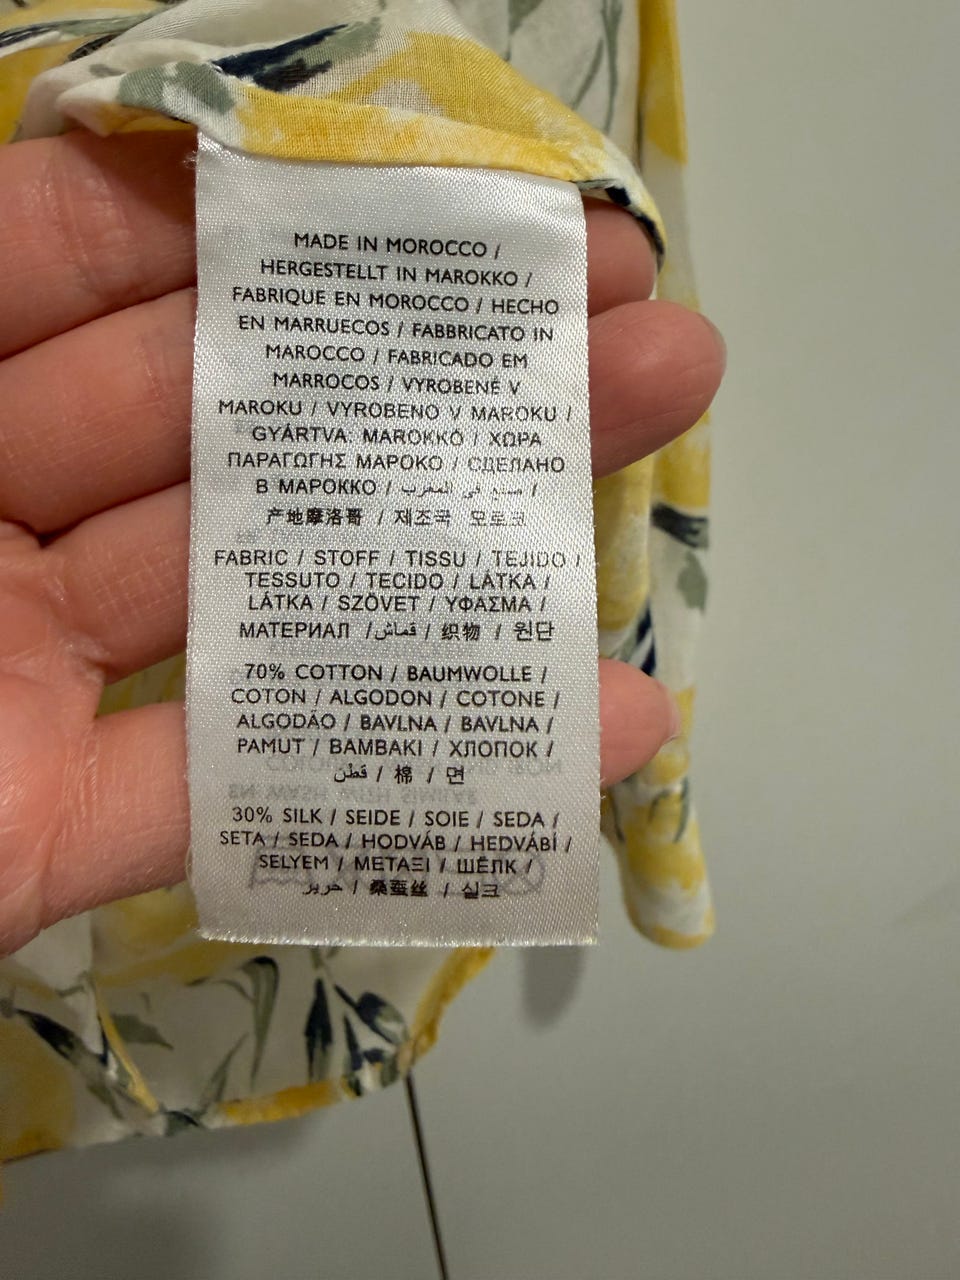 MADE IN MOROCCO /
HERGESTELLT IN MAROKKO /
FABRIQUE EN MOROCCO / HECHO
EN MARRUECOS / FABBRICATO IN
MAROCCO / FABRICADO EM
MARROCOS / VYROBENÉ V
MAROKU / VYROBENO V MAROKU /
GYÁRTVA: MAROKKÓ / ΧΩΡΑ
ΠΑΡΑΓΩΓΗΣ ΜΑΡΟΚΟ / СДЕЛАНО
В МАРОККО / صنع في المغرب /
产地摩洛哥 / 제조국 모로코
FABRIC / STOFF / TISSU / TEJIDO /
TESSUTO / TECIDO / LÁTKA /
LÁTKA / SZÖVET / ΥΦΑΣΜΑ /
МАТЕРИАЛ / قماش / 织物 / 원단
70% COTTON / BAUMWOLLE /
COTON / ALGODON / COTONE /
ALGODÃO / BAVLNA / BAVLNA /
PAMUT / ΒΑΜΒΑΚΙ / ХЛОПОК /
قطن / 棉 / 면
30% SILK / SEIDE / SOIE / SEDA /
SETA / SEDA / HODVÁB / HEDVÁBÍ /
SELYEM / ΜΕΤΑΞΙ / ШЁЛК /
حرير / 桑蚕丝 / 실크